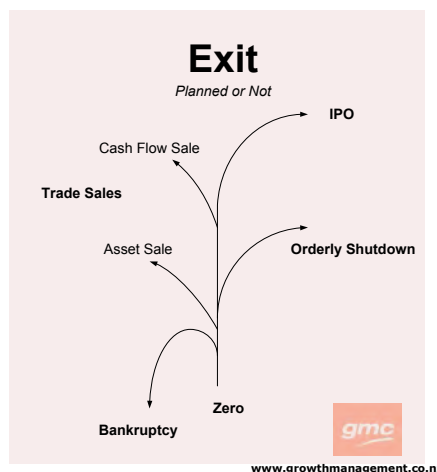 Exit
Planned or Not
IPO
Cash Flow Sale
Trade Sales
Asset Sale
Orderly Shutdown
Zero
Bankruptcy
gmc
www.growthmanagement.co.n